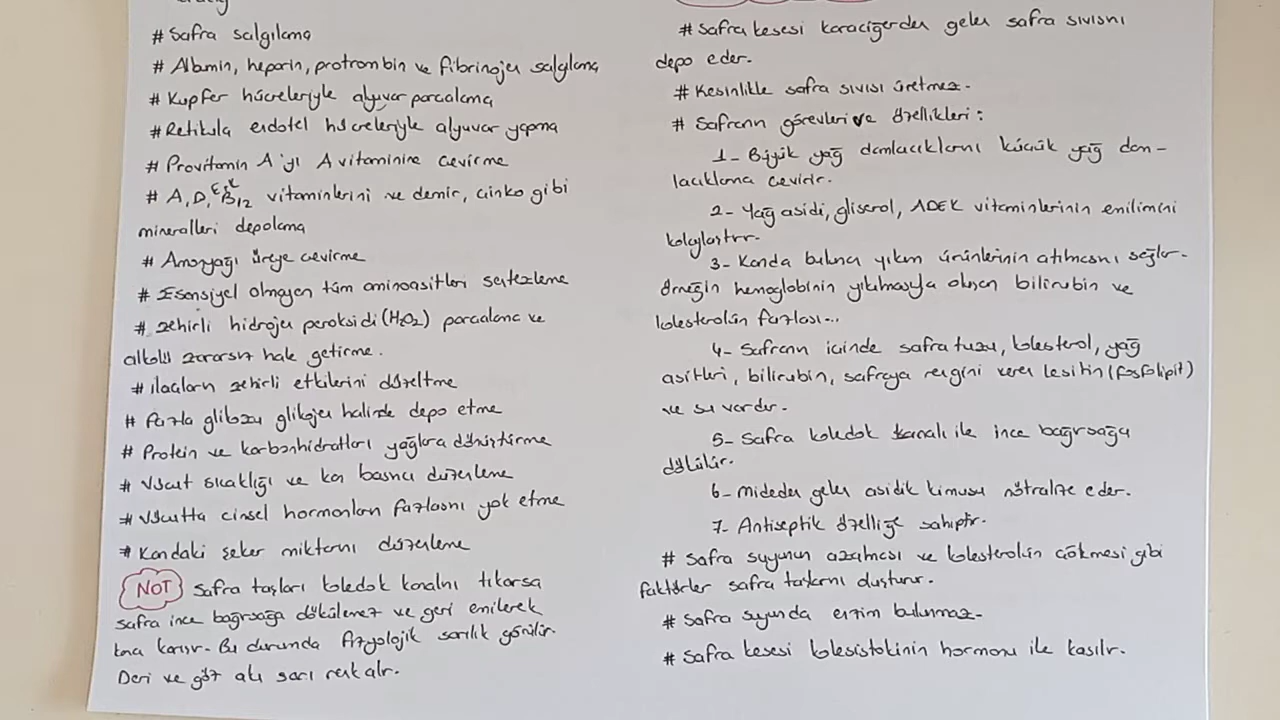 # Safra salgılama
# Albumin, heparin, protrombin ve fibrinojen salgılama
# Kupfer hücreleriyle alyuvar parçalama
# Retikula endotel hücreleriyle alyuvar yapma
# Provitamin A'yı A vitaminine çevirme
# A, D, E, K, B12 vitaminlerini ve demir, çinko gibi
mineralleri depolama
# Amonyağı üreye çevirme
# Esensiyel olmayan tüm aminoasitleri sentezleme
# Zehirli hidrojen peroksidi (H2O2) parçalama ve
alkolü zararsız hale getirme.
# ilaçların zehirli etkilerini düzeltme
# Fazla glikozu glikojen halinde depo etme
# Protein ve karbonhidratları yağlara dönüştürme
# Vücut sıcaklığı ve kan basıncı düzenleme
# Vücutta cinsel hormonların fazlasını yok etme
# Kandaki şeker miktarını düzenleme
NOT Safra taşları koledok kanalını tıkarsa
safra ince bağırsağa dökülemez ve geri emilerek
kana karışır. Bu durumda fizyolojik sarılık görülür.
Deri ve göz akı sarı renk alır.
# Safra kesesi karaciğerden gelen safra sıvısını
depo eder.
# Kesinlikle safra sıvısı üretmez.
# Safranın görevleri ve özellikleri:
1- Büyük yağ damlacıklarını küçük yağ dam-
lacıklarına çevirir.
2- Yağ asidi, gliserol, ADEK vitaminlerinin emilimini
kolaylaştırır.
3- Kanda bulunan yıkım ürünlerinin atılmasını sağlar.
Örneğin hemoglobinin yıkılmasıyla oluşan bilirubin ve
kolesterolün fazlası...
4- Safranın içinde safra tuzu, kolesterol, yağ
asitleri, bilirubin, safraya rengini veren lesitin (fosfolipit)
ve su vardır.
5- Safra koledok kanalı ile ince bağırsağa
dökülür.
6- Mideden gelen asidik kimusu nötralize eder.
7- Antiseptik özelliğe sahiptir.
# Safra suyunun azalması ve kolesterolün çökmesi gibi
faktörler safra taşlarını oluşturur.
# Safra suyunda enzim bulunmaz.
# Safra kesesi kolesistokinin hormonu ile kasılır.